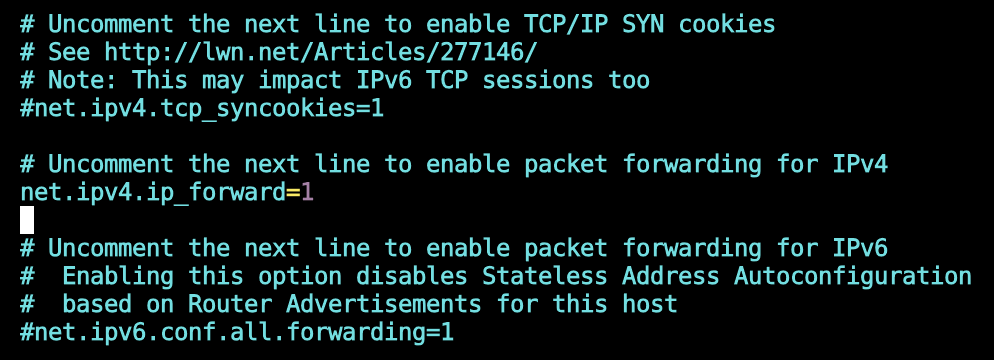 # Uncomment the next line to enable TCP/IP SYN cookies
# See http://lwn.net/Articles/277146/
# Note: This may impact IPv6 TCP sessions too
#net.ipv4.tcp_syncookies=1

# Uncomment the next line to enable packet forwarding for IPv4
net.ipv4.ip_forward=1

# Uncomment the next line to enable packet forwarding for IPv6
#  Enabling this option disables Stateless Address Autoconfiguration
#  based on Router Advertisements for this host
#net.ipv6.conf.all.forwarding=1